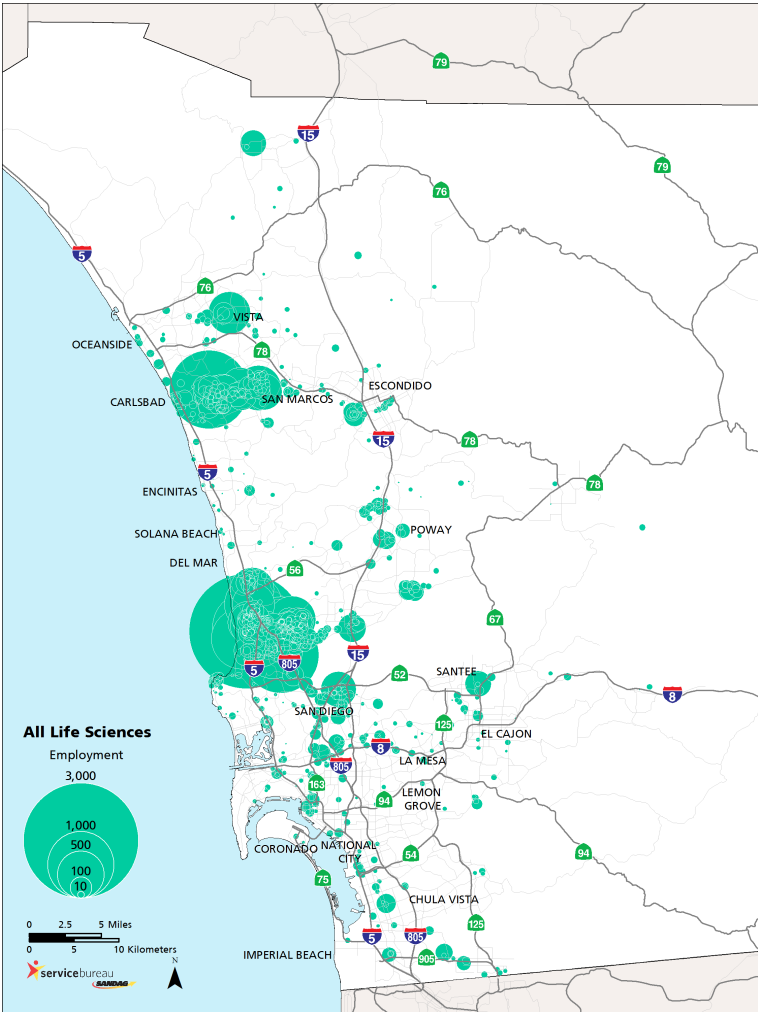 79
15
79
76
5
76
VISTA
OCEANSIDE
78
ESCONDIDO
SAN MARCOS
CARLSBAD
15
78
5
78
ENCINITAS
POWAY
SOLANA BEACH
DEL MAR
56
67
15
805
5
SANTEE
52
8
SAN DIEGO
125
All Life Sciences
EL CAJON
8
Employment
LA MESA
805
3,000
163
LEMON
GROVE
94
1,000
500
CORONADO
NATIONAL
CITY
54
94
100
75
10
CHULA VISTA
125
0 2.5 5 Miles
5
805
0 5 10 Kilometers
IMPERIAL BEACH
905
N
servicebureau
SANDAG